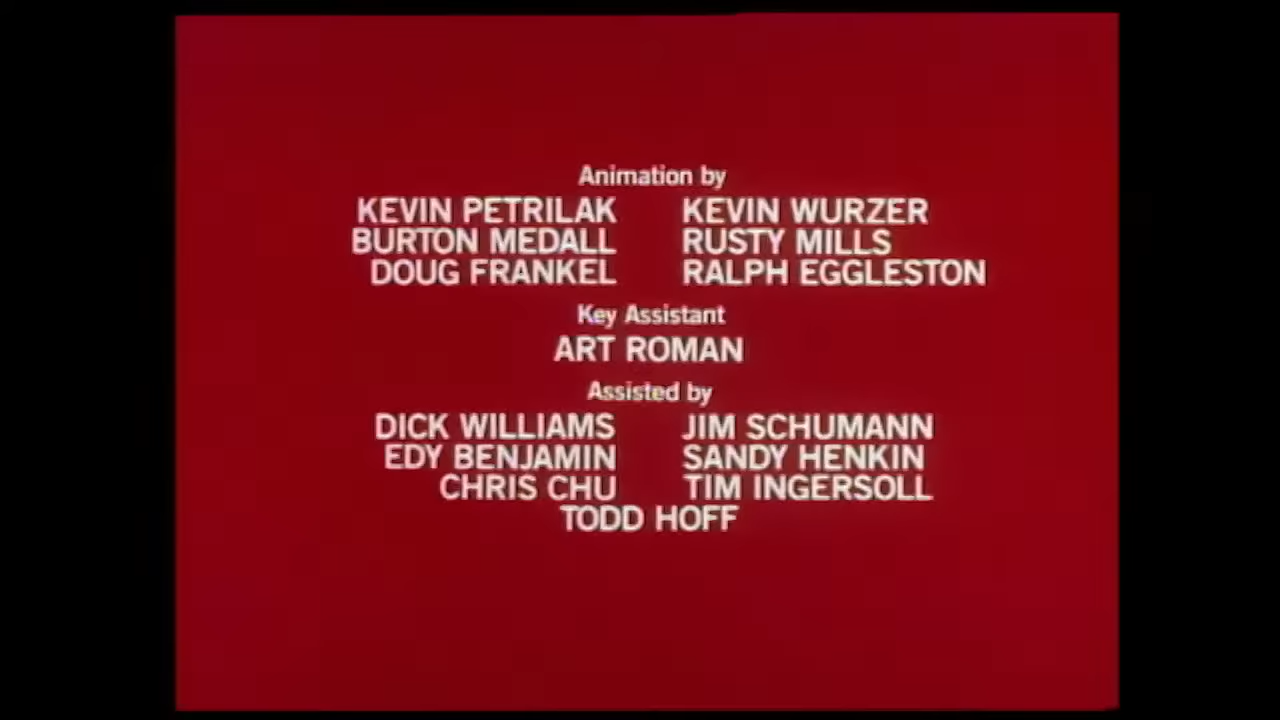 Animation by
KEVIN PETRILAK KEVIN WURZER
BURTON MEDALL RUSTY MILLS
DOUG FRANKEL RALPH EGGLESTON
Key Assistant
ART ROMAN
Assisted by
DICK WILLIAMS JIM SCHUMANN
EDY BENJAMIN SANDY HENKIN
CHRIS CHU TIM INGERSOLL
TODD HOFF